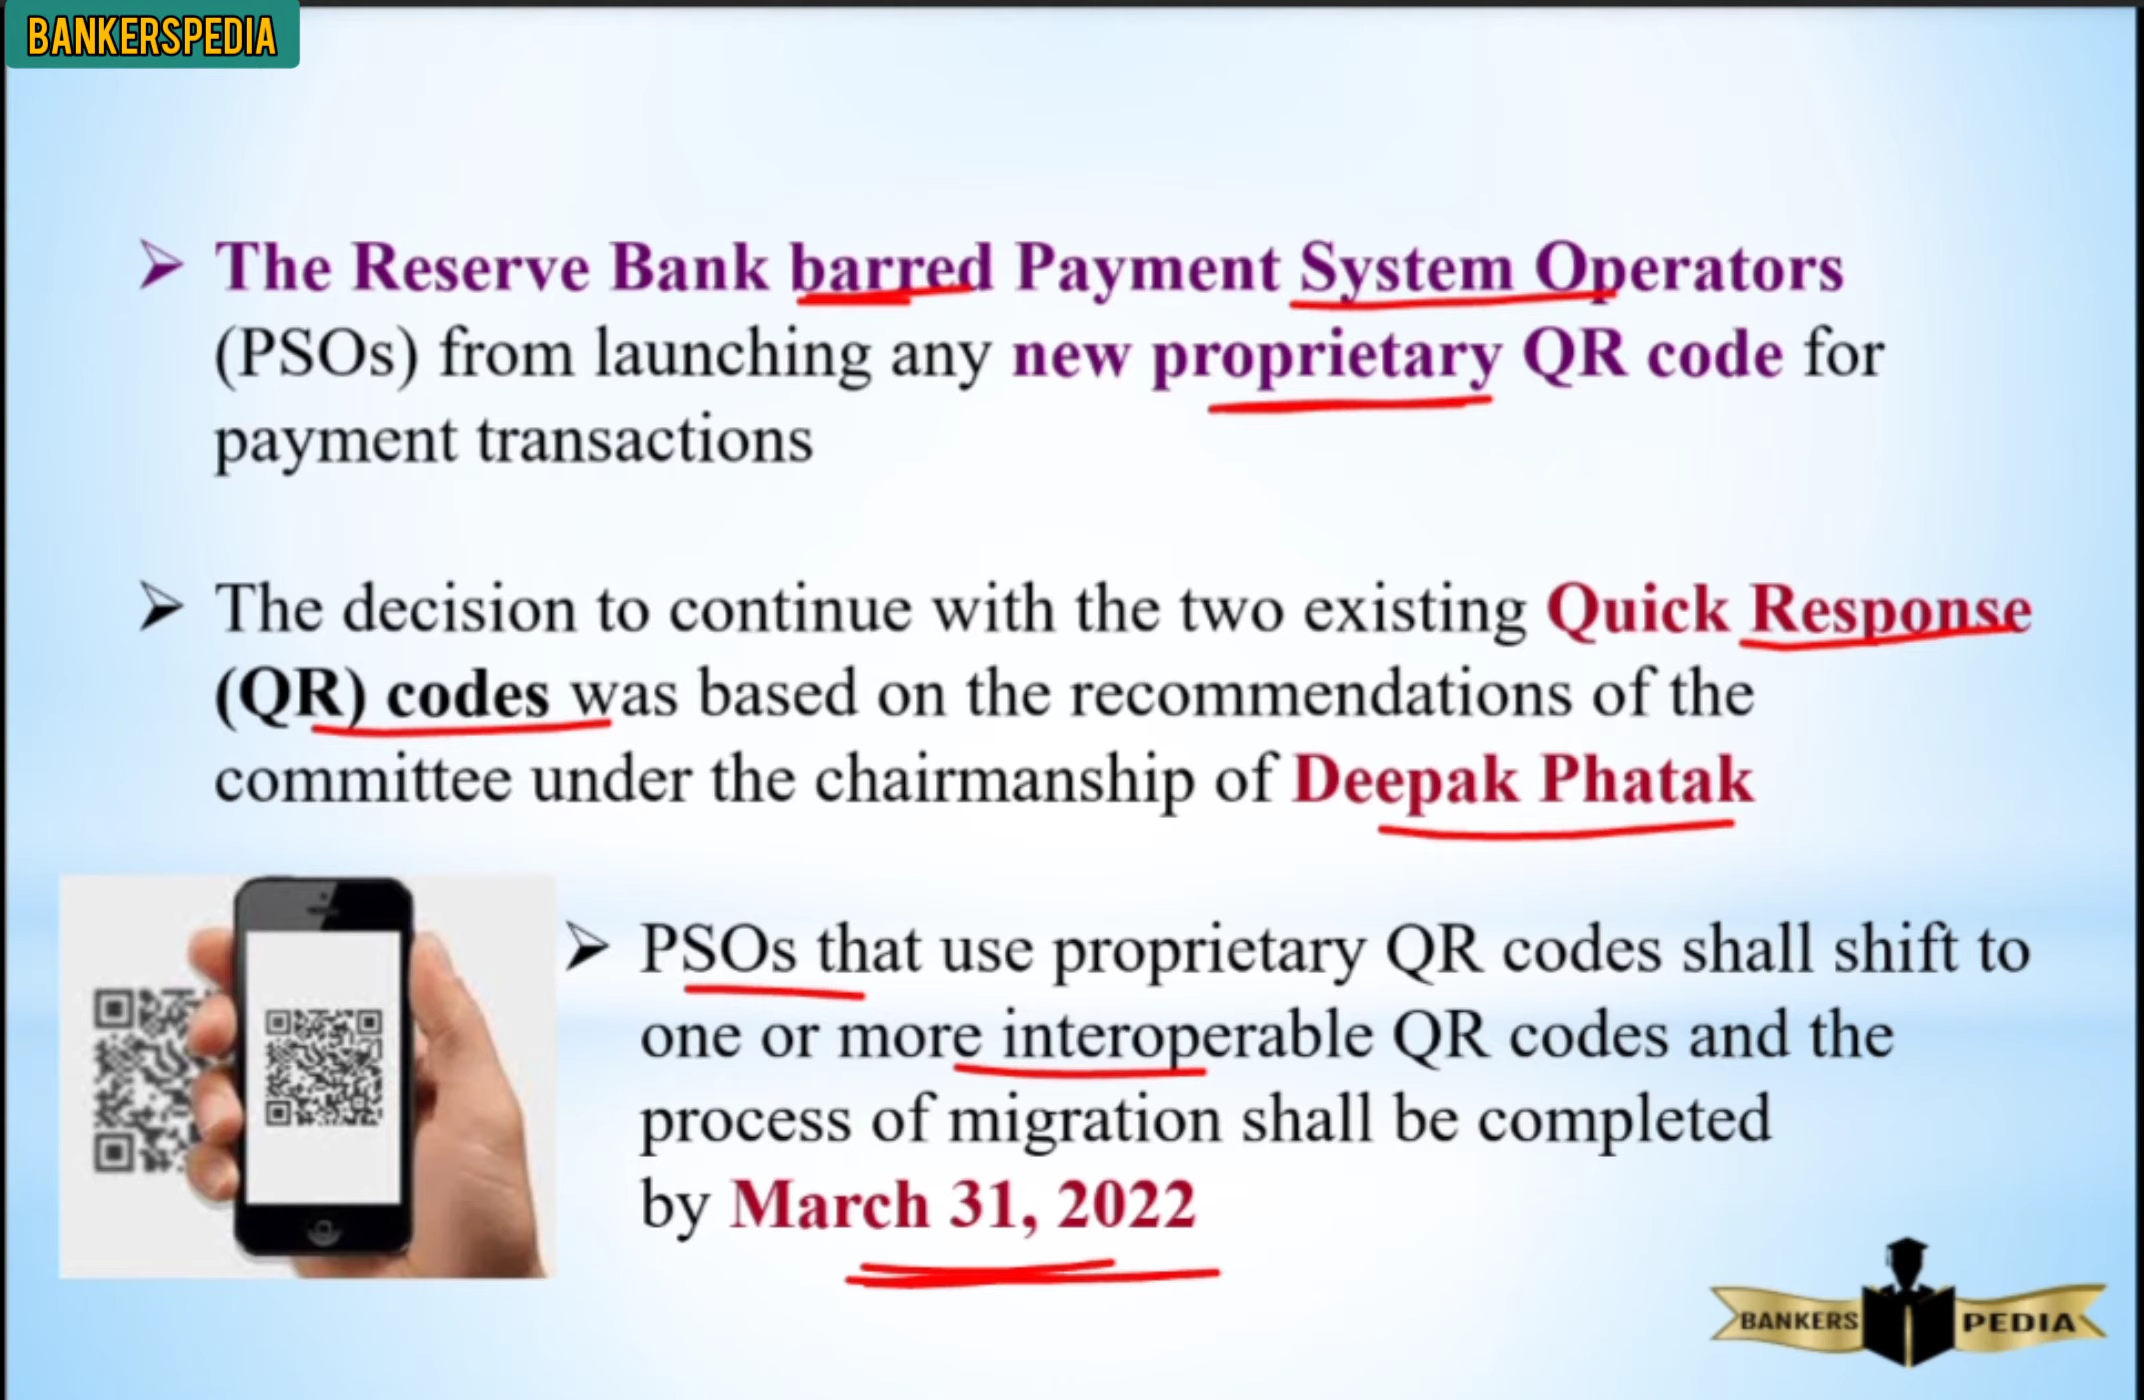 BANKERSPEDIA
➢ The Reserve Bank barred Payment System Operators
(PSOs) from launching any new proprietary QR code for
payment transactions
➢ The decision to continue with the two existing Quick Response
(QR) codes was based on the recommendations of the
committee under the chairmanship of Deepak Phatak
➢ PSOs that use proprietary QR codes shall shift to
one or more interoperable QR codes and the
process of migration shall be completed
by March 31, 2022
BANKERS PEDIA